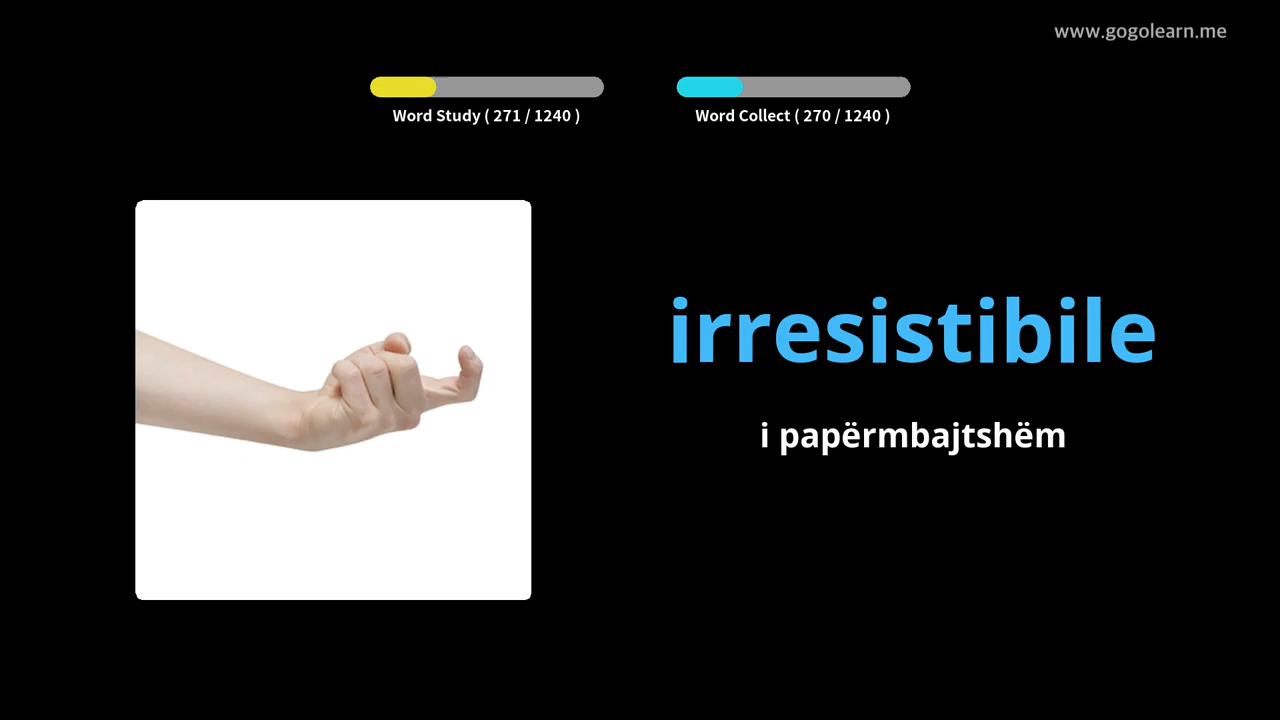 www.gogolearn.me
Word Study ( 271 / 1240 )
Word Collect ( 270 / 1240 )
irresistibile
i papërmbajtshëm